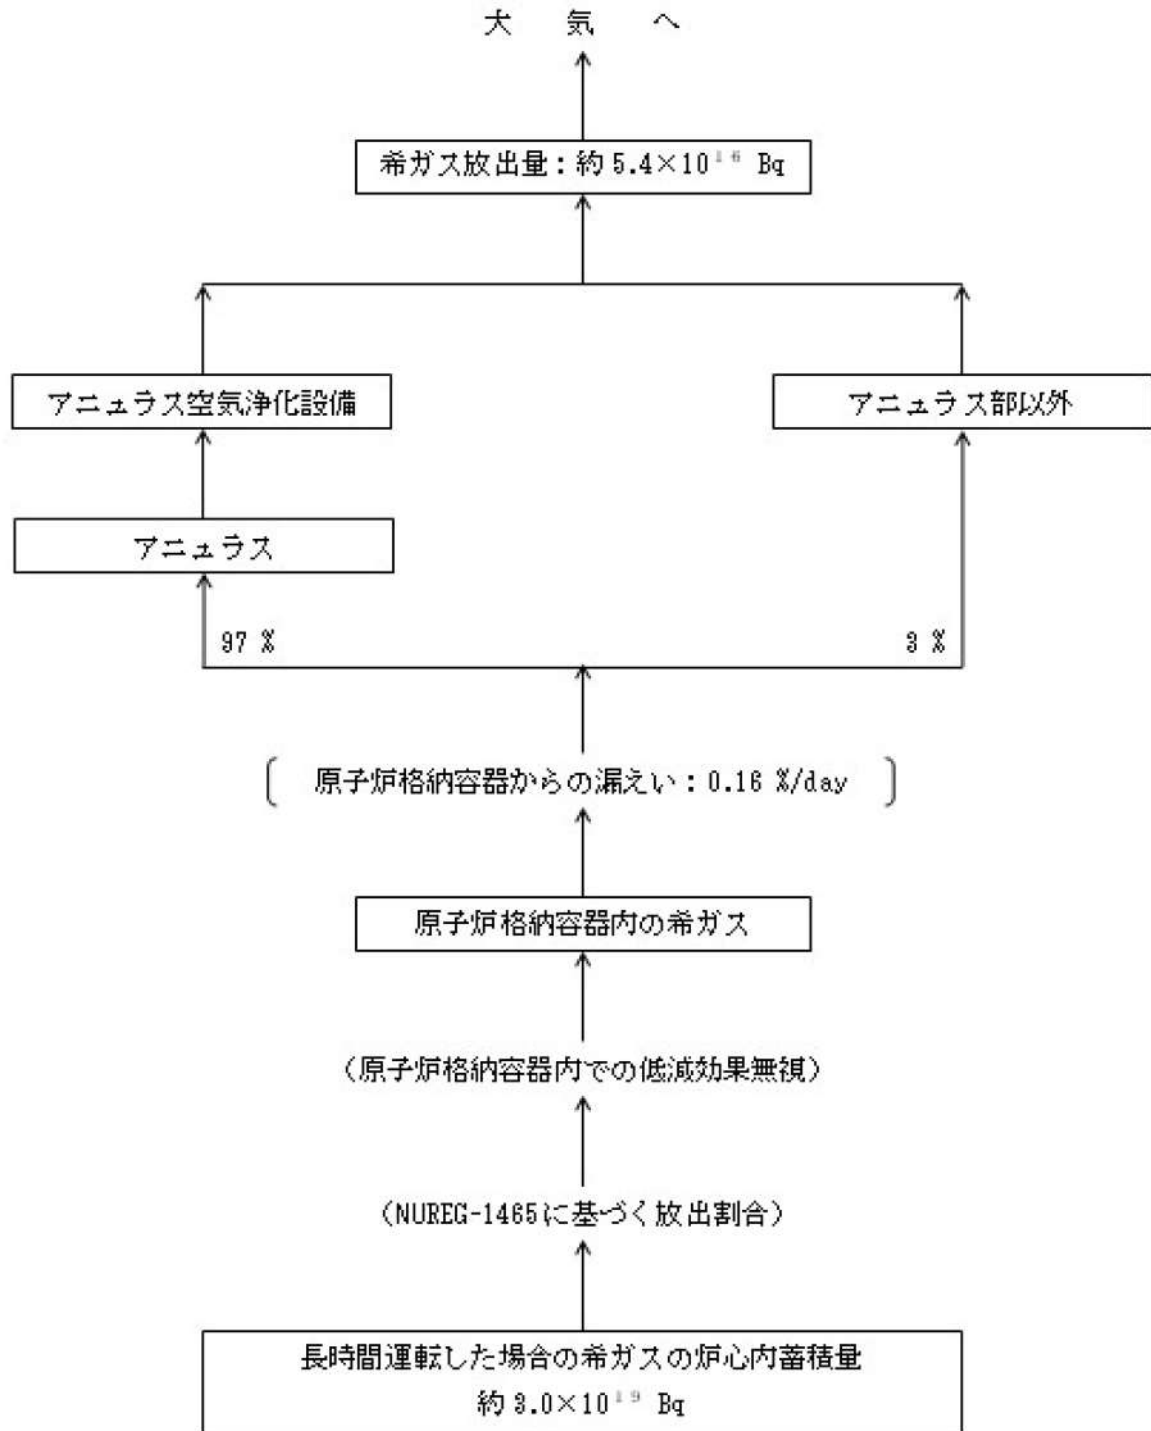 大 気 へ
希ガス放出量：約 5.4×10¹⁶ Bq
アニュラス空気浄化設備
アニュラス部以外
アニュラス
97 %
3 %
〔 原子炉格納容器からの漏えい：0.16 %/day 〕
原子炉格納容器内の希ガス
（原子炉格納容器内での低減効果無視）
（NUREG-1465に基づく放出割合）
長時間運転した場合の希ガスの炉心内蓄積量
約 3.0×10¹⁹ Bq